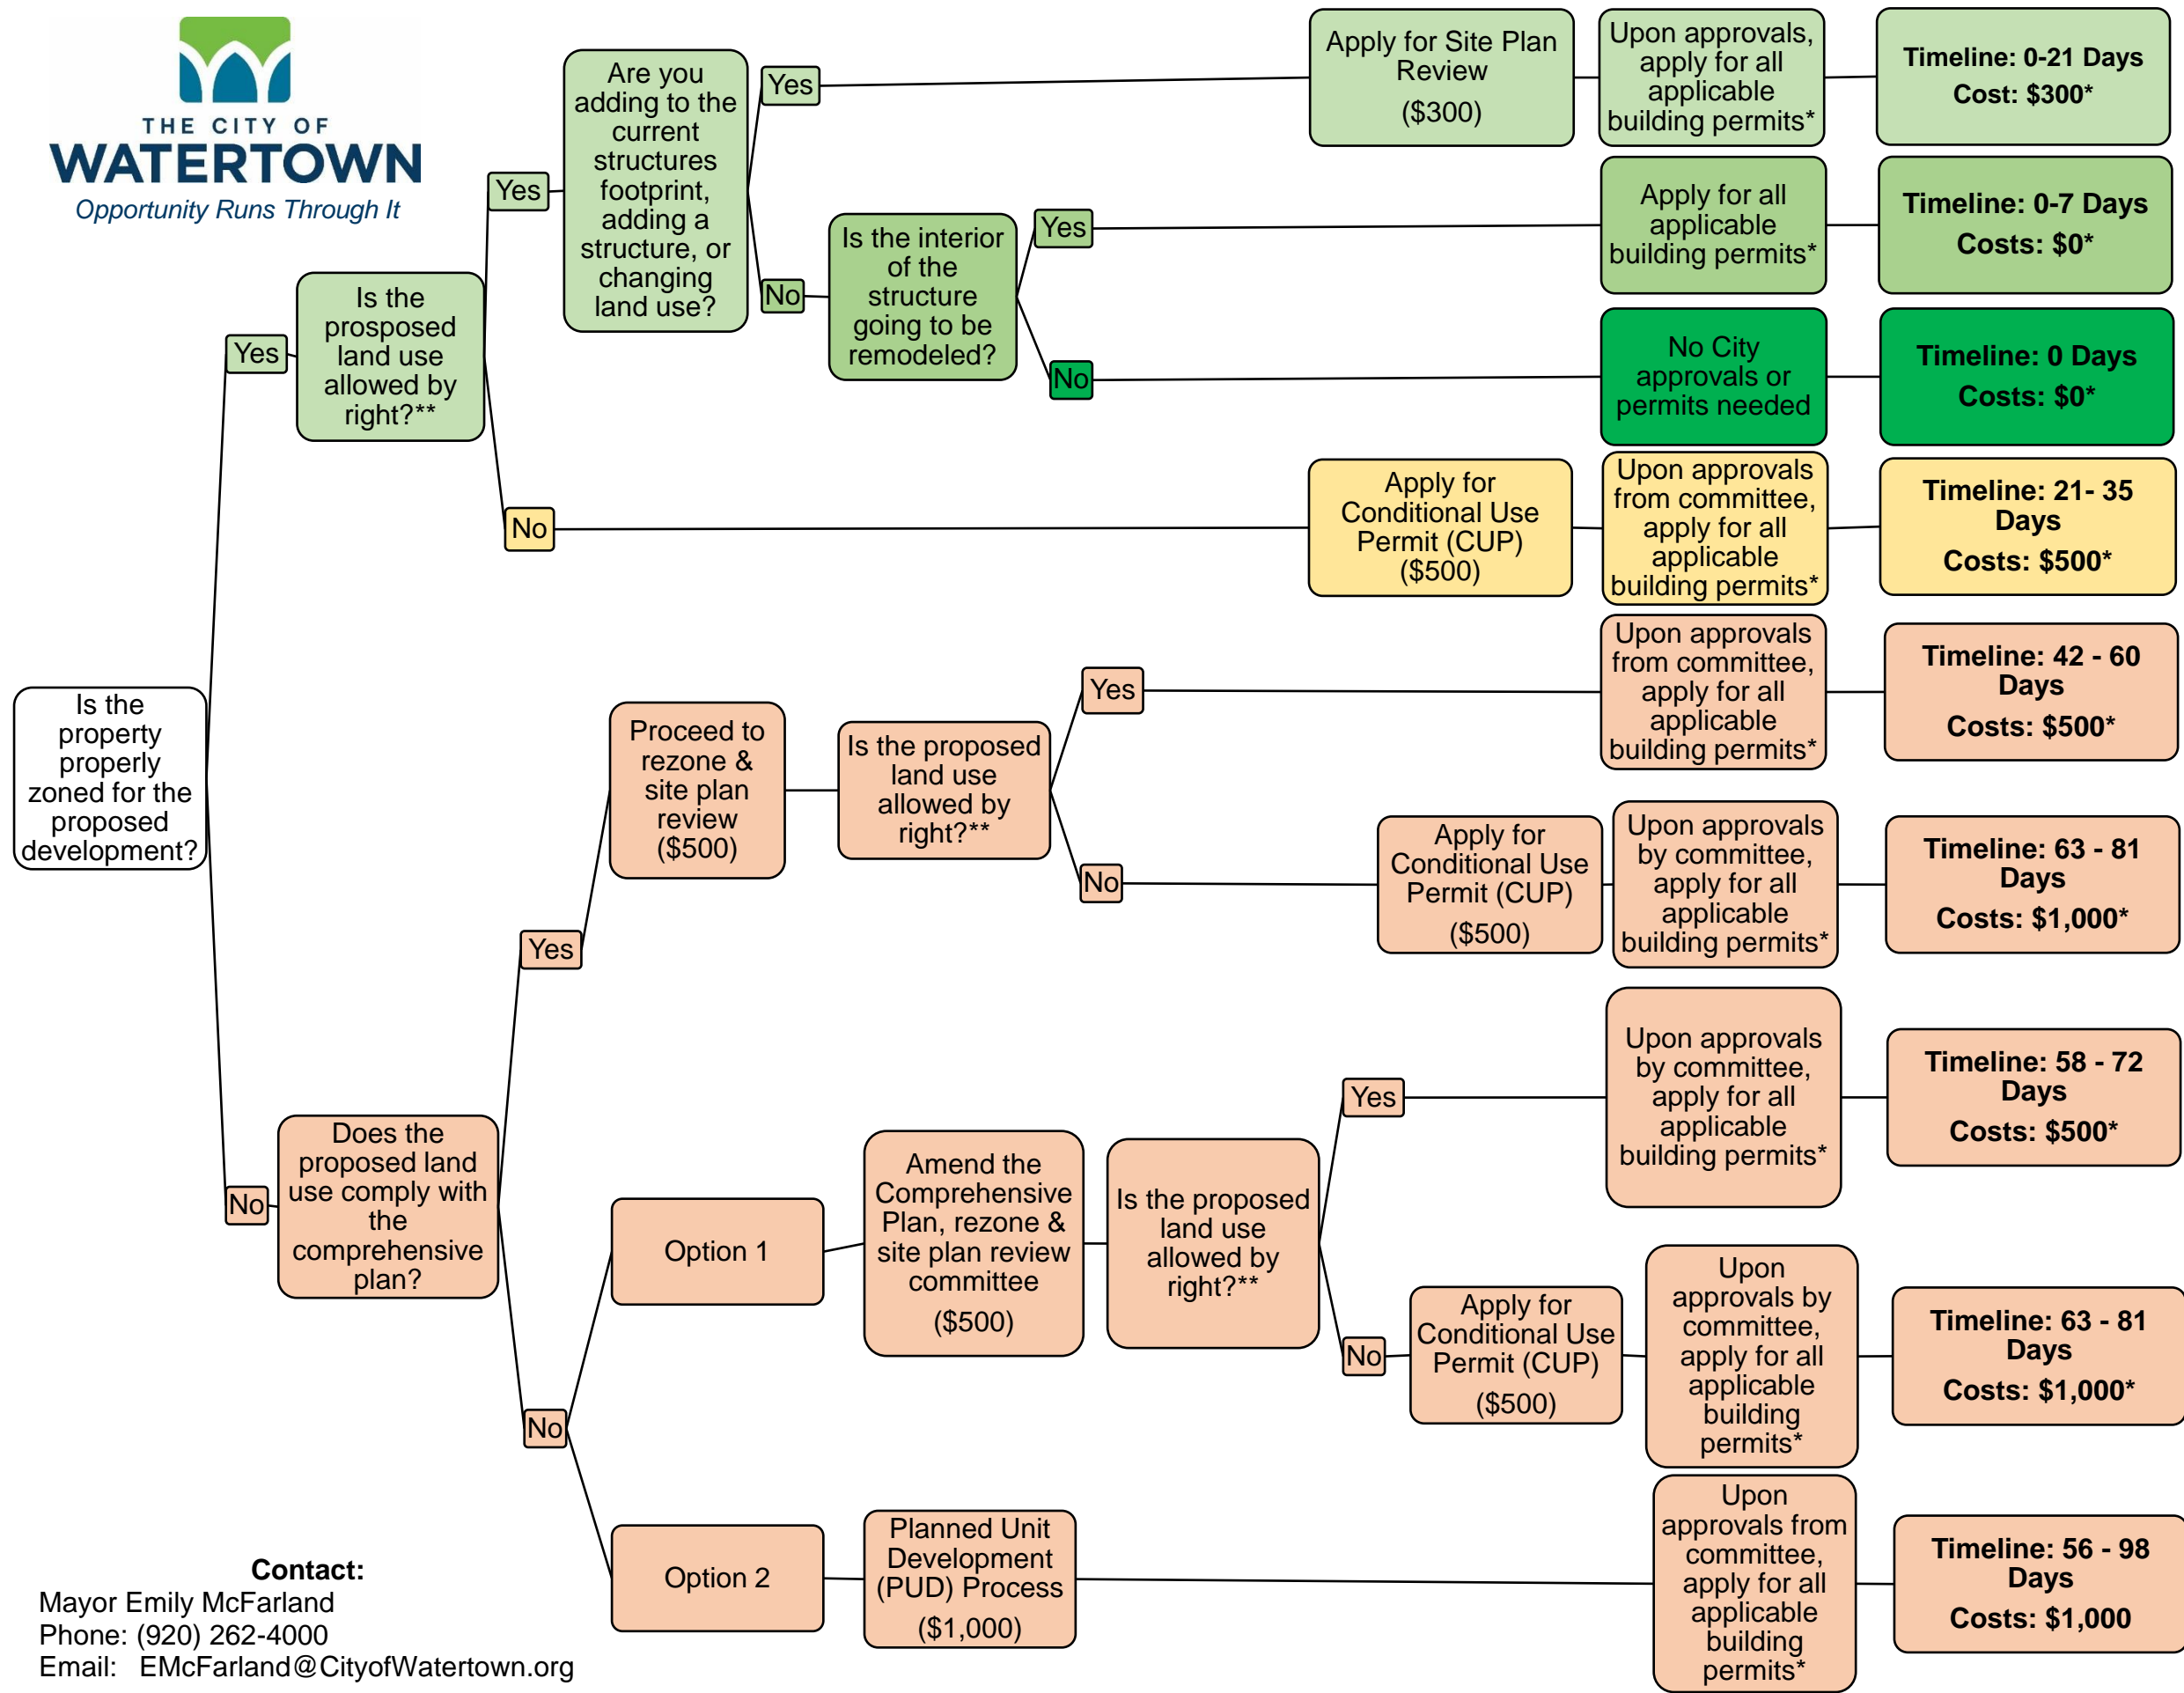 THE CITY OF
WATERTOWN
Opportunity Runs Through It
Is the
property
properly
zoned for the
proposed
development?
Yes
Is the
prosposed
land use
allowed by
right?**
Yes
Are you
adding to the
current
structures
footprint,
adding a
structure, or
changing
land use?
Yes
Apply for Site Plan
Review
($300)
Upon approvals,
apply for all
applicable
building permits*
Timeline: 0-21 Days
Cost: $300*
No
Is the interior
of the
structure
going to be
remodeled?
Yes
Apply for all
applicable
building permits*
Timeline: 0-7 Days
Costs: $0*
No
No City
approvals or
permits needed
Timeline: 0 Days
Costs: $0*
No
Apply for
Conditional Use
Permit (CUP)
($500)
Upon approvals
from committee,
apply for all
applicable
building permits*
Timeline: 21- 35
Days
Costs: $500*
No
Does the
proposed land
use comply with
the
comprehensive
plan?
Yes
Proceed to
rezone &
site plan
review
($500)
Is the proposed
land use
allowed by
right?**
Yes
Upon approvals
from committee,
apply for all
applicable
building permits*
Timeline: 42 - 60
Days
Costs: $500*
No
Apply for
Conditional Use
Permit (CUP)
($500)
Upon approvals
by committee,
apply for all
applicable
building permits*
Timeline: 63 - 81
Days
Costs: $1,000*
No
Option 1
Amend the
Comprehensive
Plan, rezone &
site plan review
committee
($500)
Is the proposed
land use
allowed by
right?**
Yes
Upon approvals
by committee,
apply for all
applicable
building permits*
Timeline: 58 - 72
Days
Costs: $500*
No
Apply for
Conditional Use
Permit (CUP)
($500)
Upon
approvals by
committee,
apply for all
applicable
building
permits*
Timeline: 63 - 81
Days
Costs: $1,000*
Option 2
Planned Unit
Development
(PUD) Process
($1,000)
Upon
approvals from
committee,
apply for all
applicable
building
permits*
Timeline: 56 - 98
Days
Costs: $1,000
Contact:
Mayor Emily McFarland
Phone: (920) 262-4000
Email: EMcFarland@CityofWatertown.org